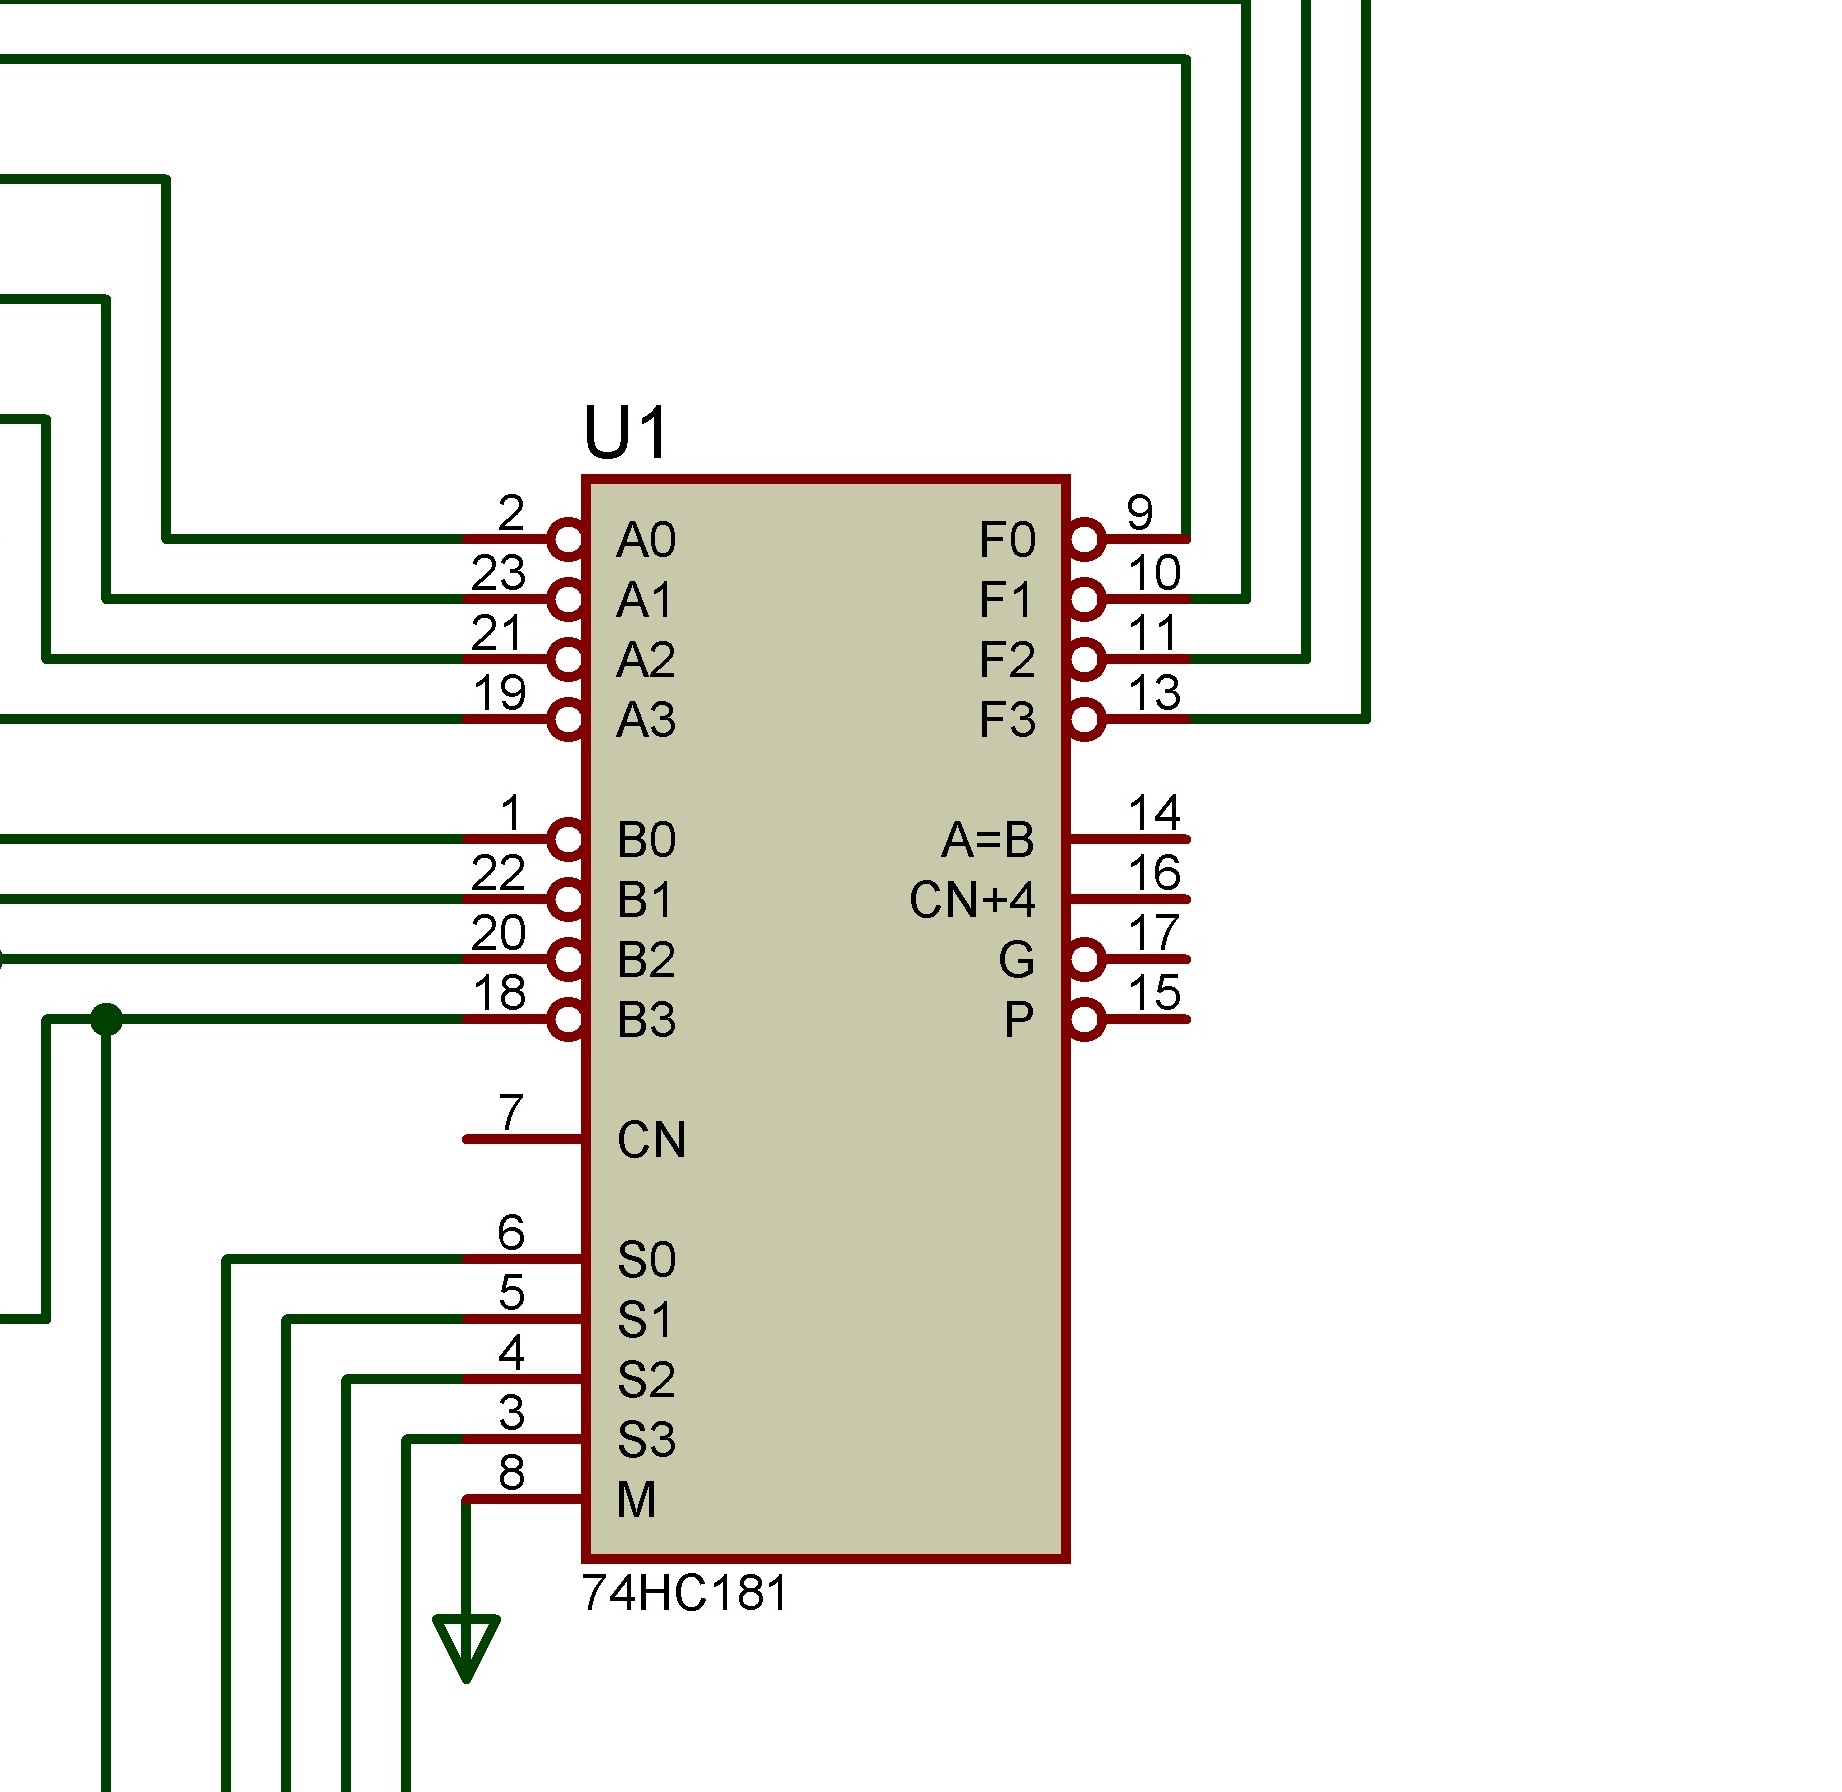 U1
2 A0 F0 9
23 A1 F1 10
21 A2 F2 11
19 A3 F3 13
1 B0 A=B 14
22 B1 CN+4 16
20 B2 G 17
18 B3 P 15
7 CN
6 S0
5 S1
4 S2
3 S3
8 M
74HC181